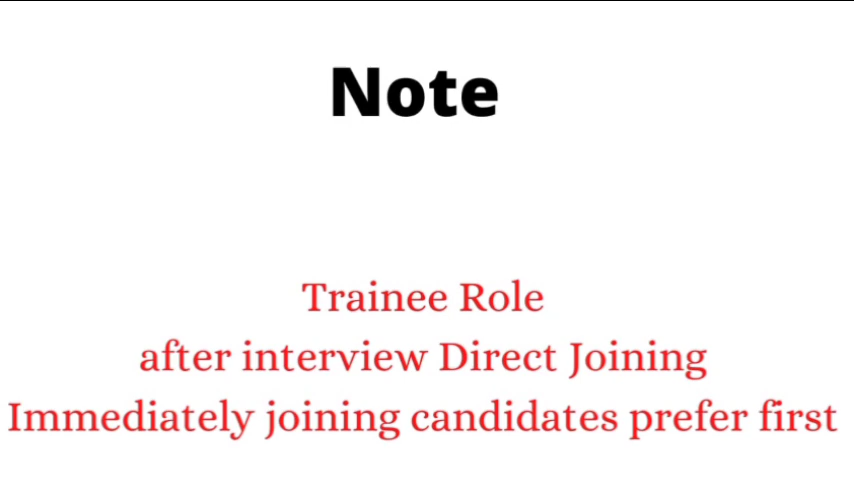 Note
Trainee Role
after interview Direct Joining
Immediately joining candidates prefer first